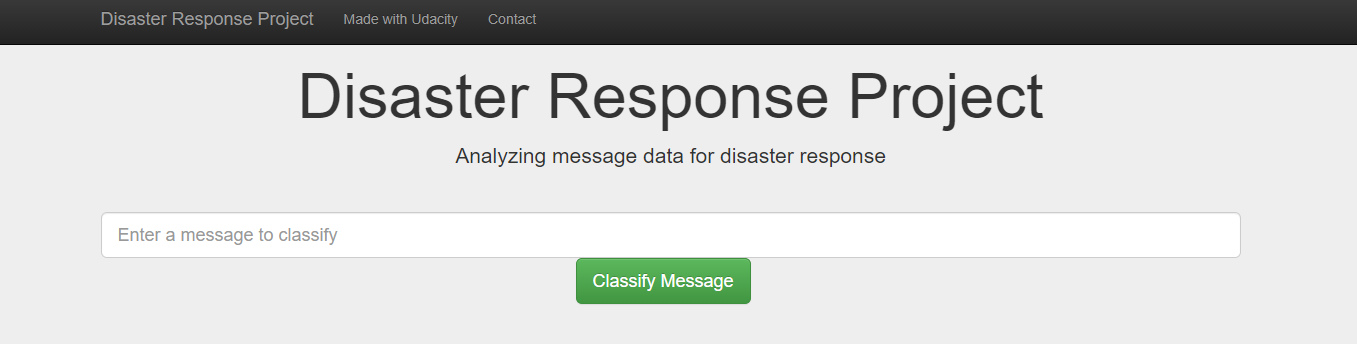 Disaster Response Project Made with Udacity Contact
Disaster Response Project
Analyzing message data for disaster response
Enter a message to classify
Classify Message